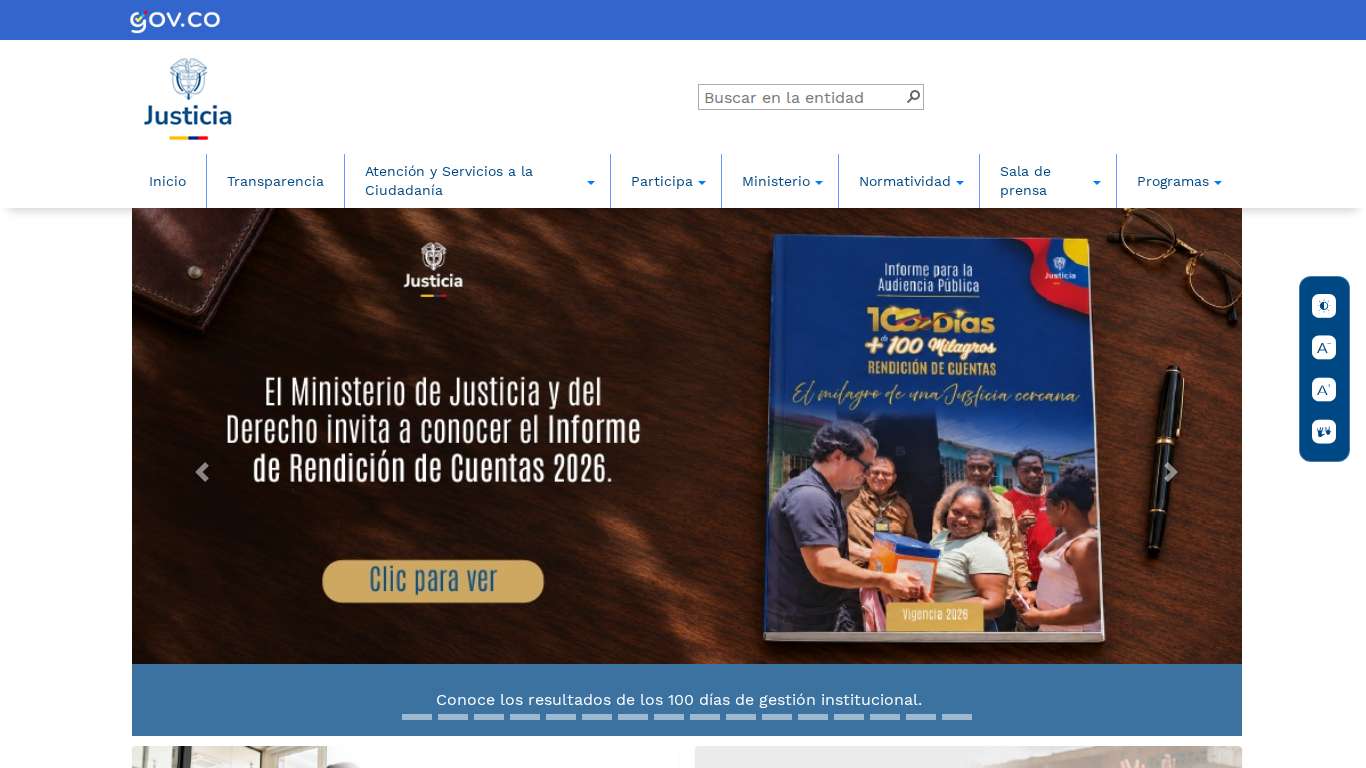 gov.co
Justicia
Buscar en la entidad
Inicio
Transparencia
Atención y Servicios a la
Ciudadanía
Participa
Ministerio
Normatividad
Sala de
prensa
Programas
Justicia
El Ministerio de Justicia y del
Derecho invita a conocer el Informe
de Rendición de Cuentas 2026.
Clic para ver
Informe para la
Audiencia Pública
Justicia
100 Días
+ 100 Milagros
RENDICIÓN DE CUENTAS
El milagro de una Justicia cercana
Vigencia 2026
A-
A+
Conoce los resultados de los 100 días de gestión institucional.